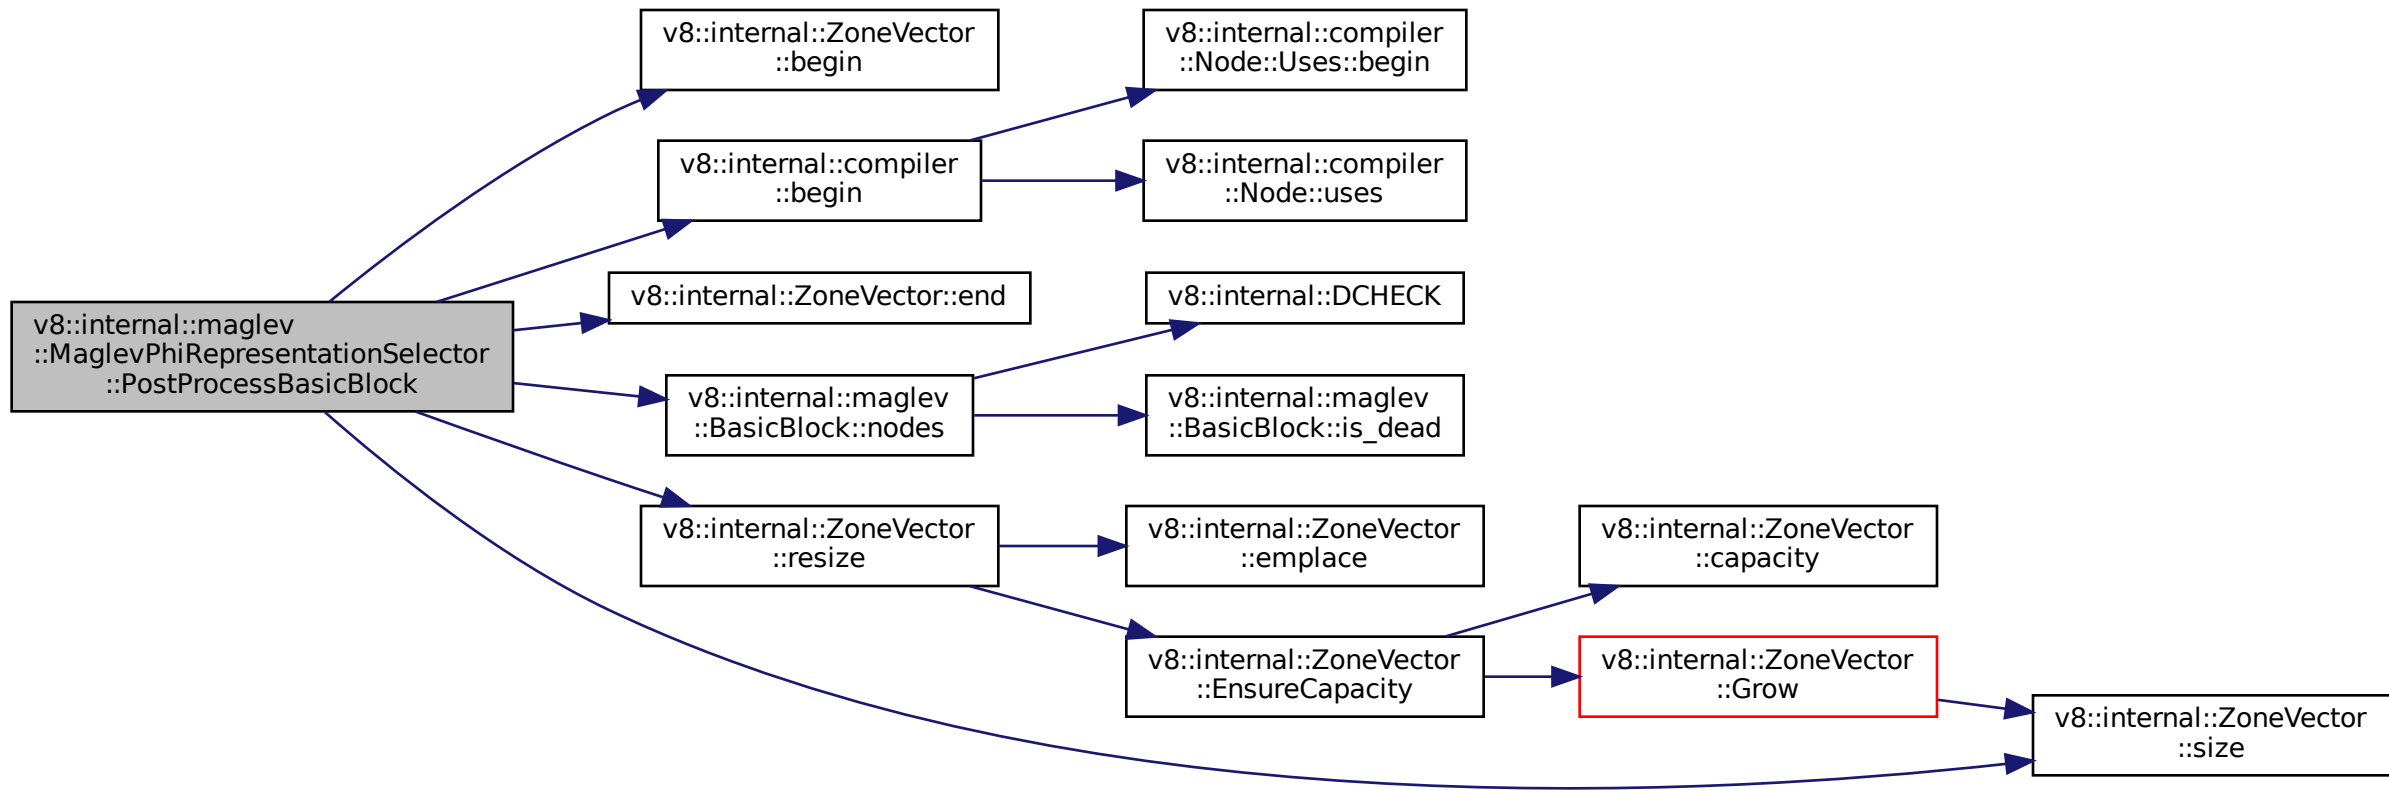 v8::internal::maglev
::MaglevPhiRepresentationSelector
::PostProcessBasicBlock
v8::internal::ZoneVector
::begin
v8::internal::compiler
::begin
v8::internal::compiler
::Node::Uses::begin
v8::internal::compiler
::Node::uses
v8::internal::ZoneVector::end
v8::internal::maglev
::BasicBlock::nodes
v8::internal::DCHECK
v8::internal::maglev
::BasicBlock::is_dead
v8::internal::ZoneVector
::resize
v8::internal::ZoneVector
::emplace
v8::internal::ZoneVector
::EnsureCapacity
v8::internal::ZoneVector
::capacity
v8::internal::ZoneVector
::Grow
v8::internal::ZoneVector
::size